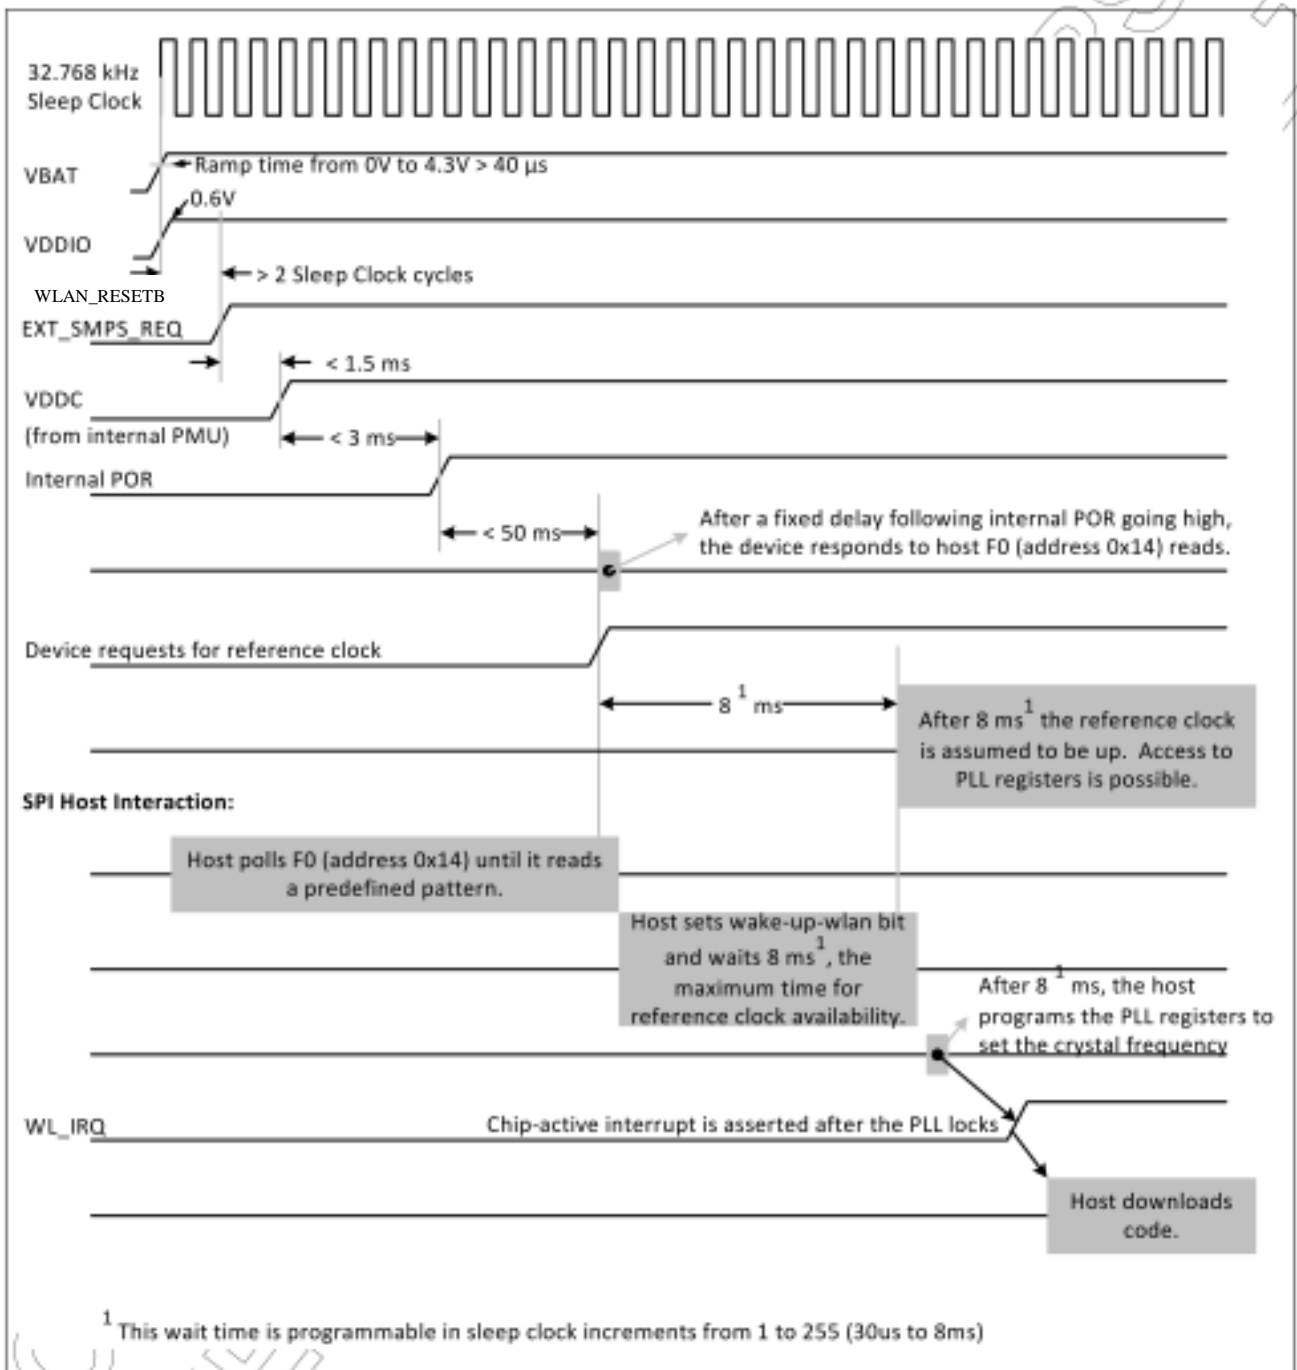 32.768 kHz
Sleep Clock
VBAT
Ramp time from 0V to 4.3V > 40 µs
0.6V
VDDIO
> 2 Sleep Clock cycles
WLAN_RESETB
EXT_SMPS_REQ
< 1.5 ms
VDDC
(from internal PMU)
< 3 ms
Internal POR
After a fixed delay following internal POR going high,
the device responds to host F0 (address 0x14) reads.
< 50 ms
Device requests for reference clock
8 1 ms
After 8 ms1 the reference clock
is assumed to be up. Access to
PLL registers is possible.
SPI Host Interaction:
Host polls F0 (address 0x14) until it reads
a predefined pattern.
Host sets wake-up-wlan bit
and waits 8 ms1, the
maximum time for
reference clock availability.
After 8 1 ms, the host
programs the PLL registers to
set the crystal frequency
WL_IRQ
Chip-active interrupt is asserted after the PLL locks
Host downloads
code.
1 This wait time is programmable in sleep clock increments from 1 to 255 (30us to 8ms)